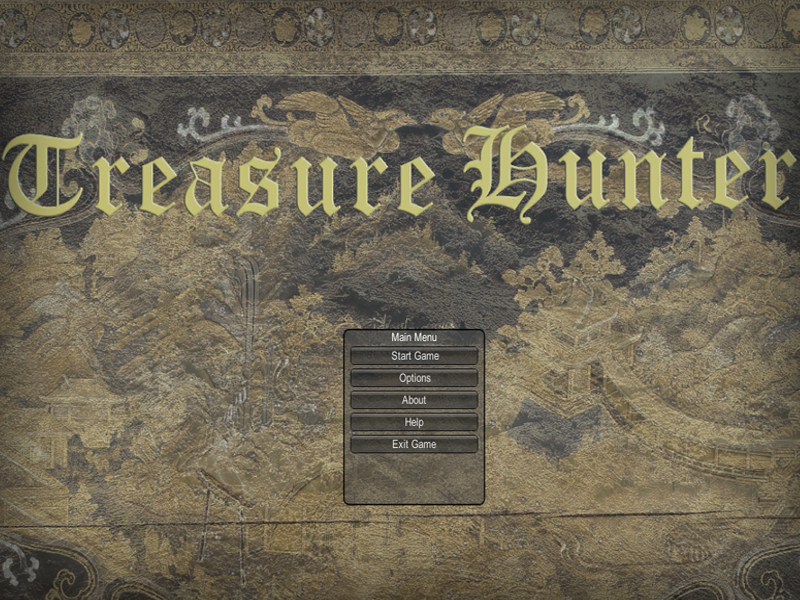 Treasure Hunter
Main Menu
Start Game
Options
About
Help
Exit Game